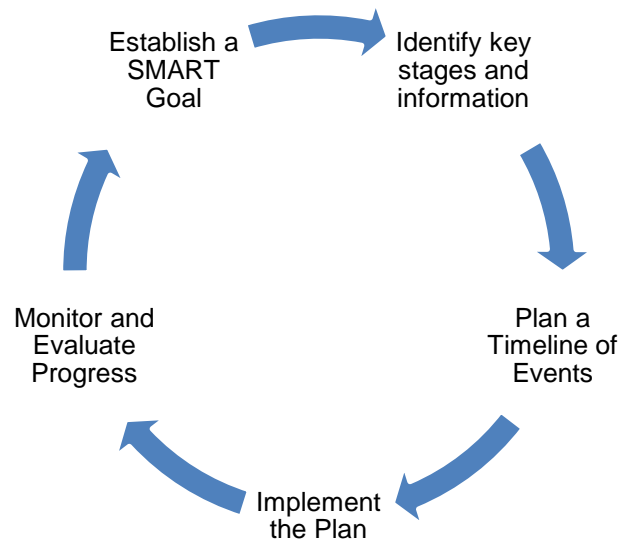 Establish a
SMART
Goal
Identify key
stages and
information
Plan a
Timeline of
Events
Implement
the Plan
Monitor and
Evaluate
Progress